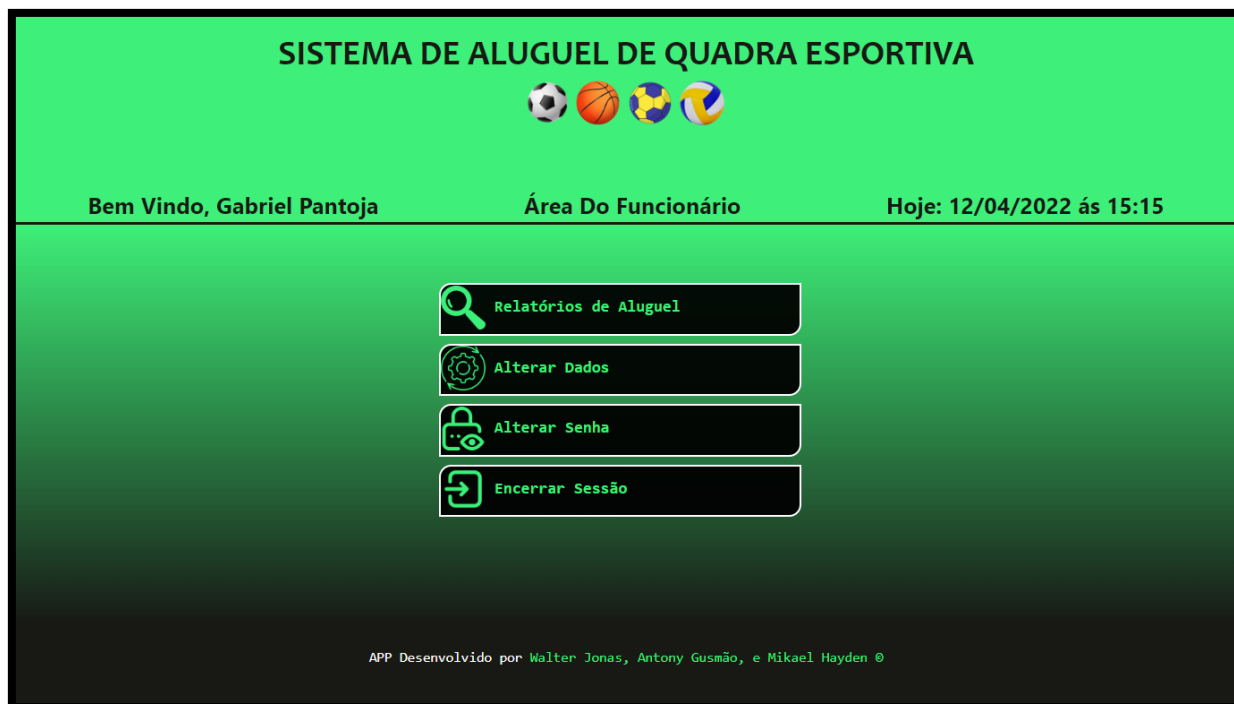 SISTEMA DE ALUGUEL DE QUADRA ESPORTIVA
Bem Vindo, Gabriel Pantoja
Área Do Funcionário
Hoje: 12/04/2022 ás 15:15
Relatórios de Aluguel
Alterar Dados
Alterar Senha
Encerrar Sessão
APP Desenvolvido por Walter Jonas, Antony Gusmão, e Mikael Hayden ©